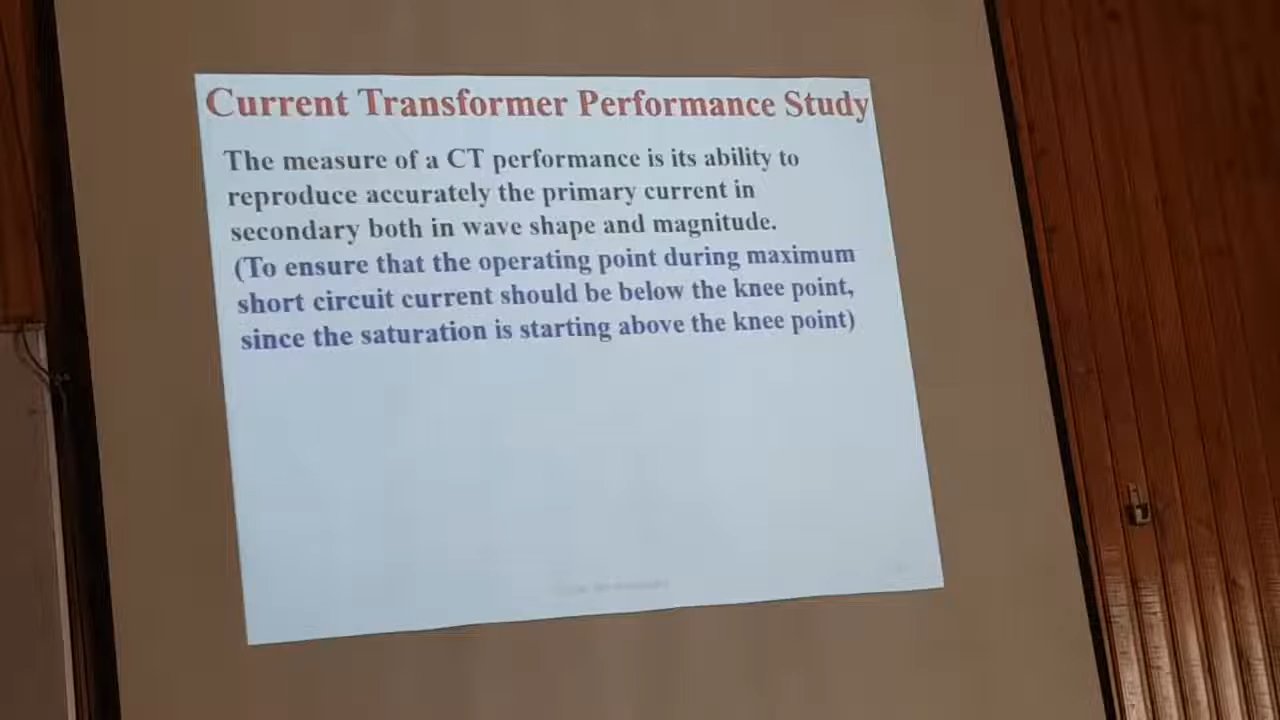 Current Transformer Performance Study
The measure of a CT performance is its ability to
reproduce accurately the primary current in
secondary both in wave shape and magnitude.
(To ensure that the operating point during maximum
short circuit current should be below the knee point,
since the saturation is starting above the knee point)